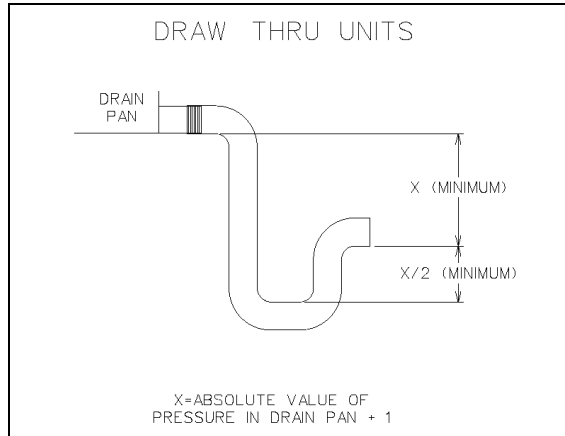 DRAW THRU UNITS
DRAIN
PAN
X (MINIMUM)
X/2 (MINIMUM)
X=ABSOLUTE VALUE OF
PRESSURE IN DRAIN PAN + 1